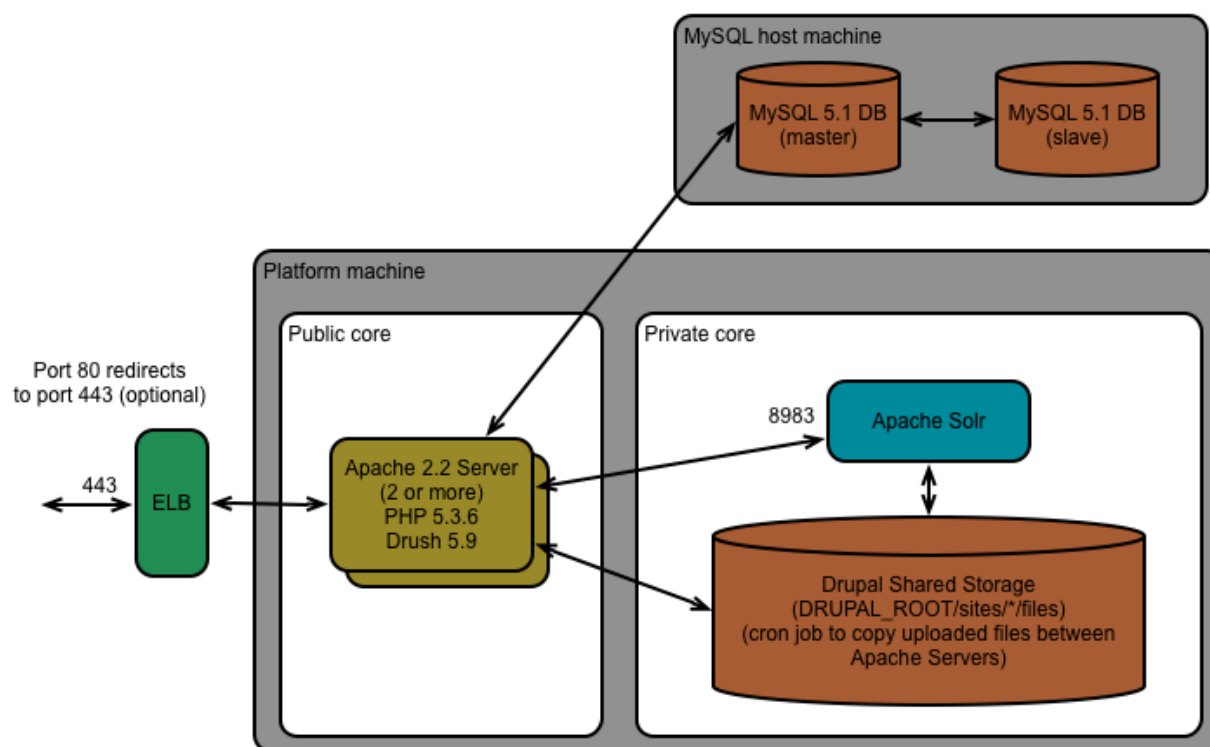 MySQL host machine
MySQL 5.1 DB
(master)
MySQL 5.1 DB
(slave)
Platform machine
Public core
Private core
Port 80 redirects
to port 443 (optional)
443
ELB
Apache 2.2 Server
(2 or more)
PHP 5.3.6
Drush 5.9
8983
Apache Solr
Drupal Shared Storage
(DRUPAL_ROOT/sites/*/files)
(cron job to copy uploaded files between
Apache Servers)